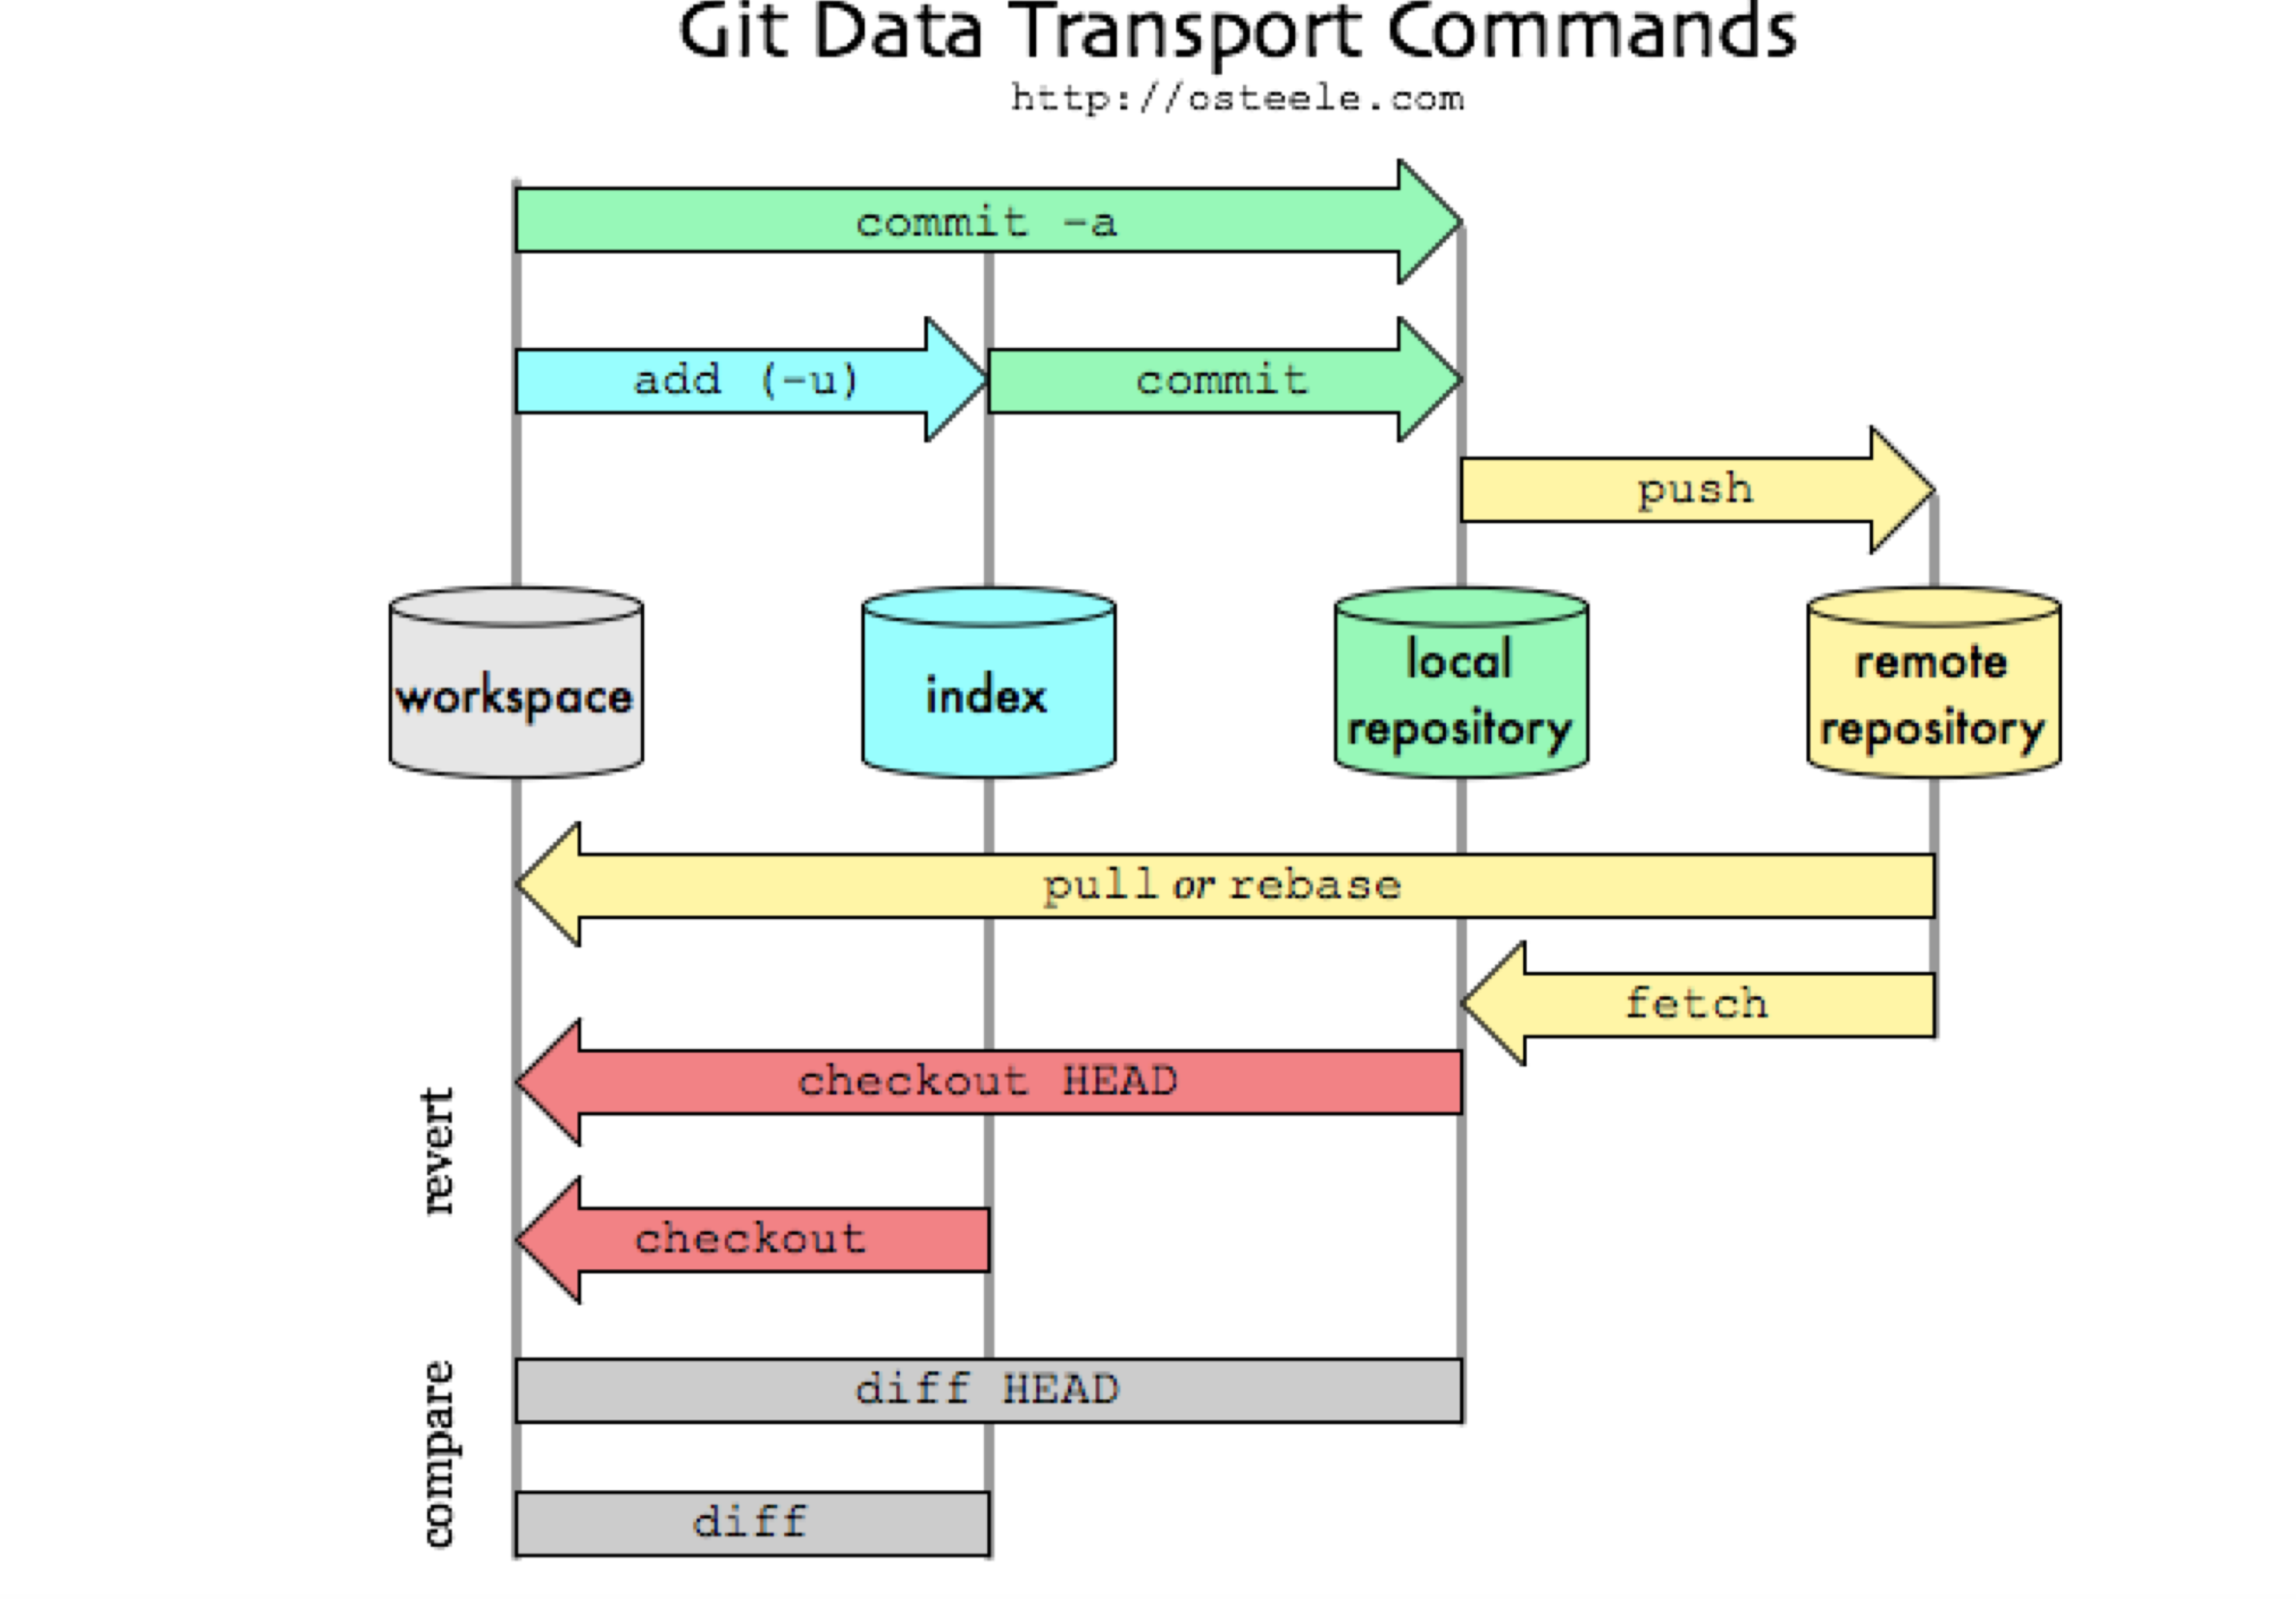 Git Data Transport Commands
http://osteele.com
commit -a
add (-u)
commit
push
workspace
index
local
repository
remote
repository
pull or rebase
fetch
revert
checkout HEAD
checkout
compare
diff HEAD
diff